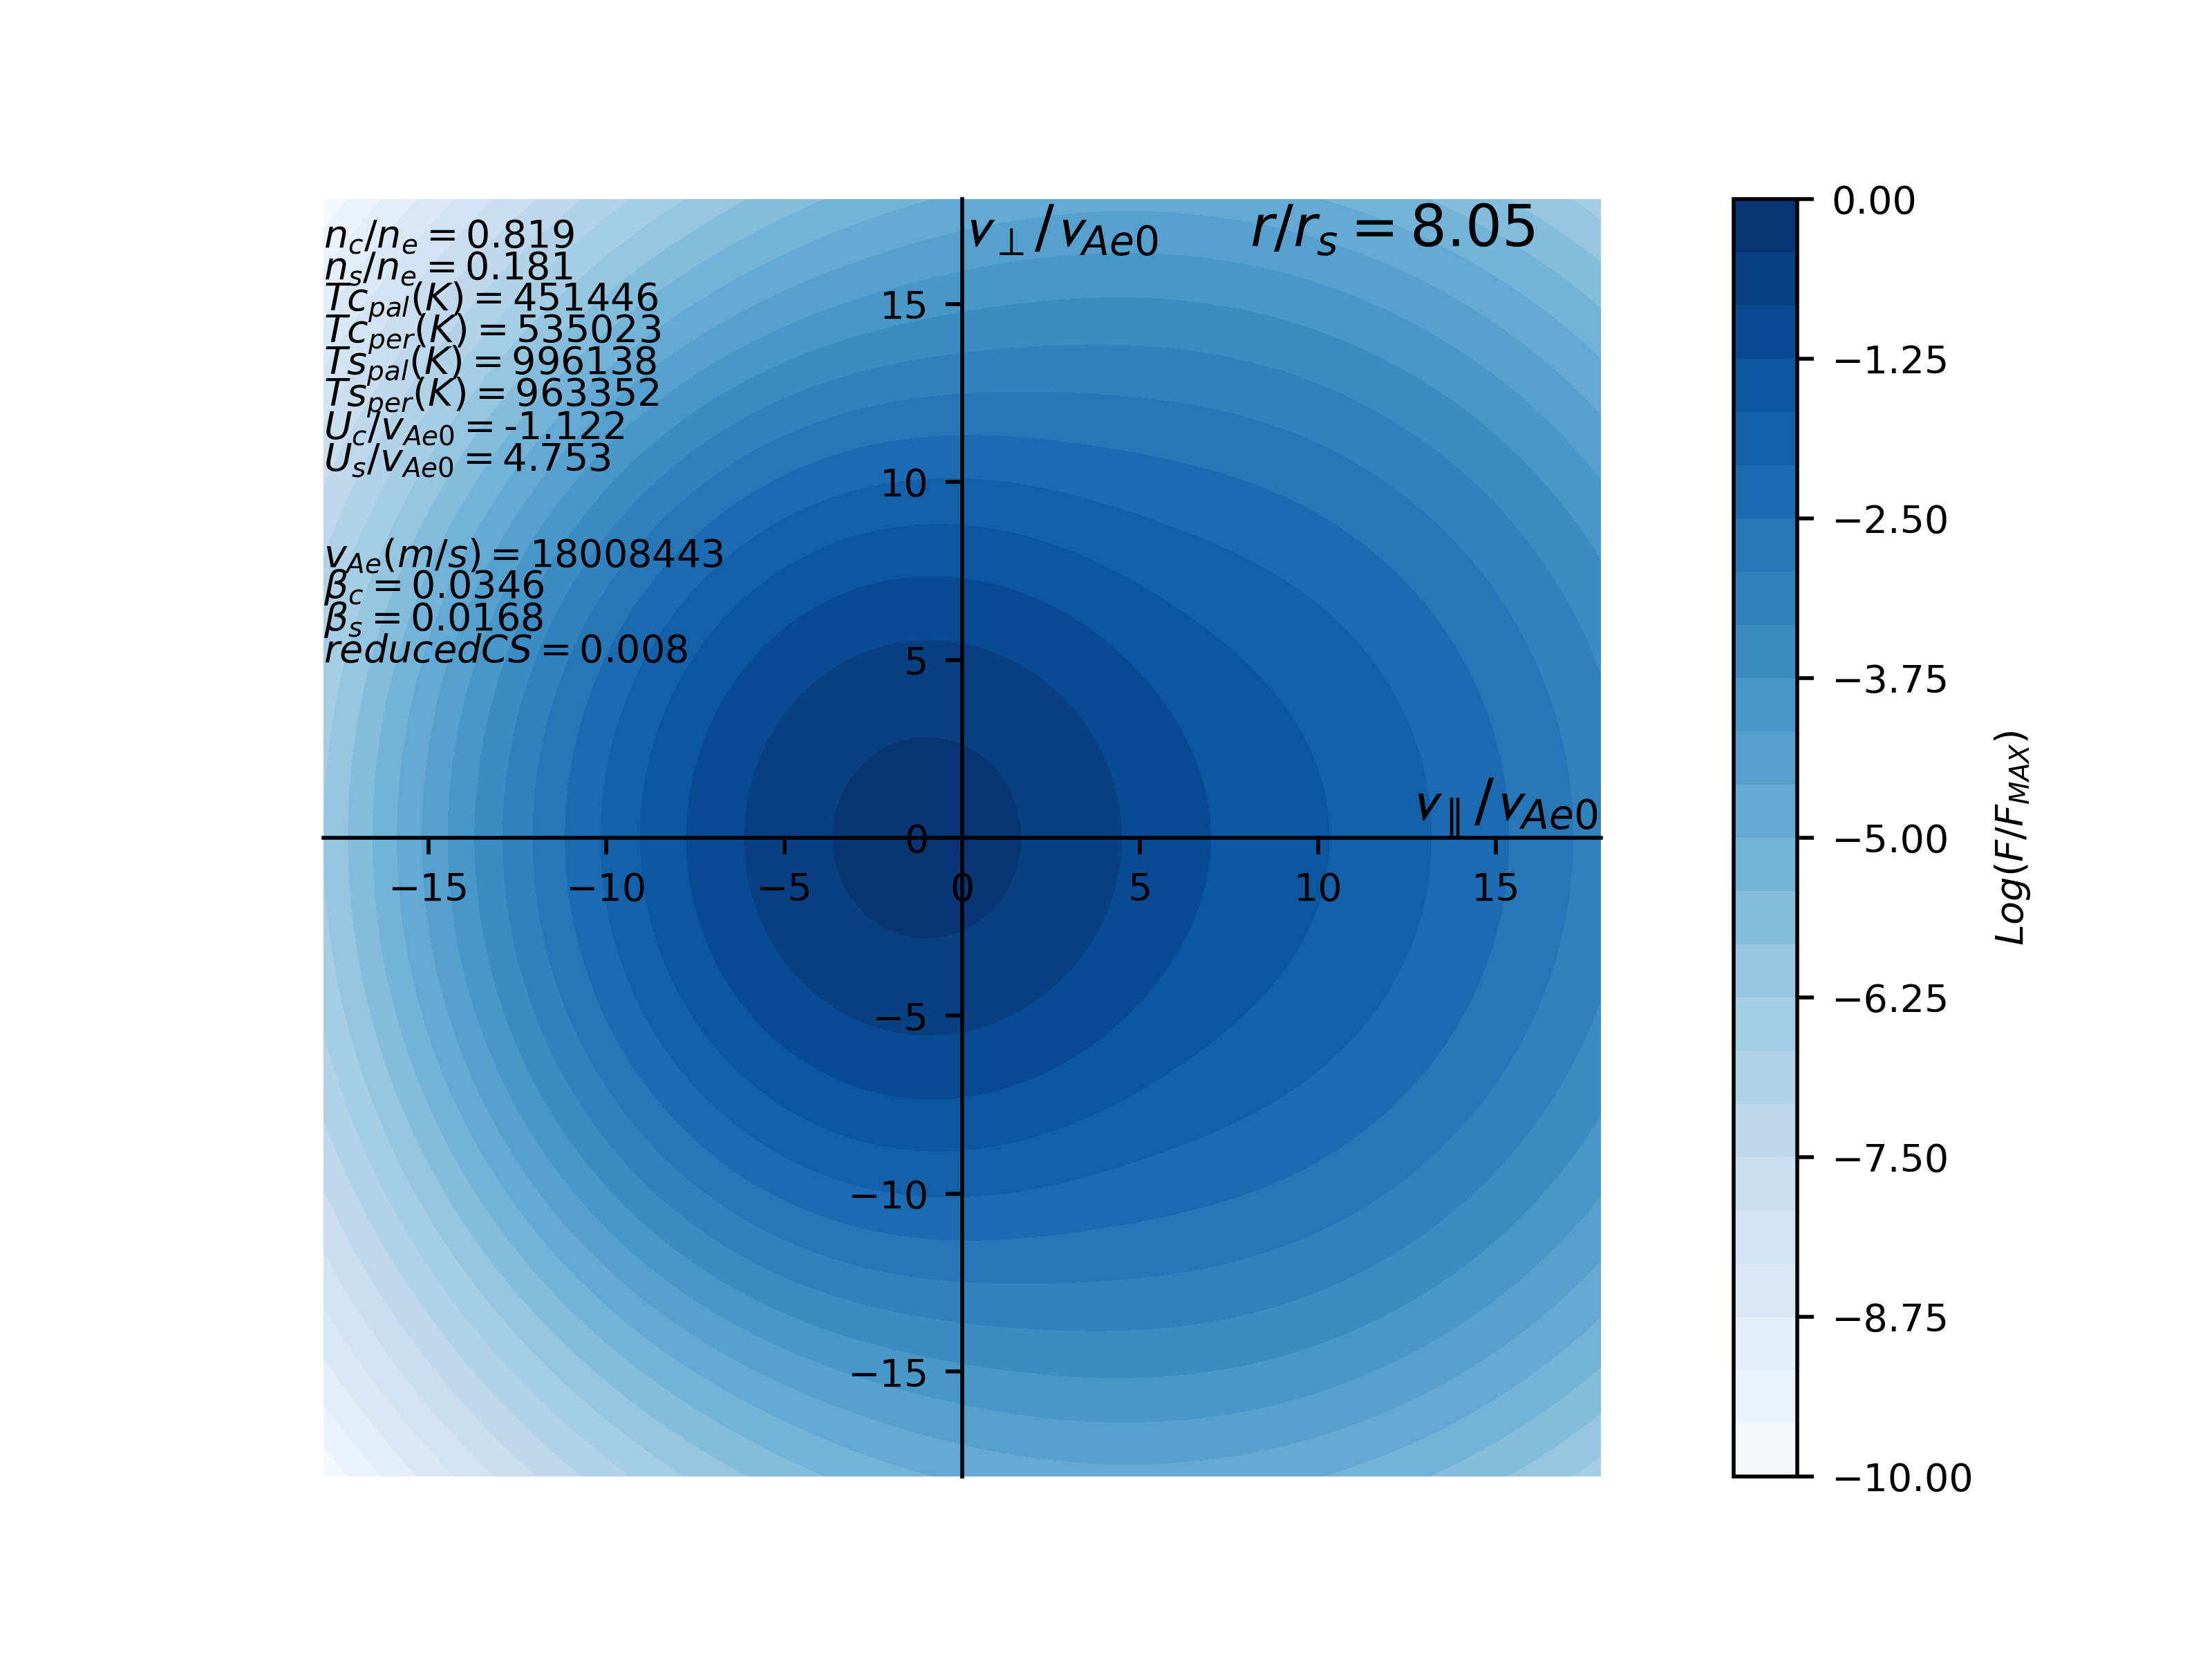 n_c/n_e = 0.819
n_s/n_e = 0.181
Tc_pal(K) = 451446
Tc_per(K) = 535023
Ts_pal(K) = 996138
Ts_per(K) = 963352
U_c/v_Ae0 = -1.122
U_s/v_Ae0 = 4.753
v_Ae(m/s) = 18008443
β_c = 0.0346
β_s = 0.0168
reducedCS = 0.008
v_⊥/v_Ae0
r/r_s = 8.05
15
10
5
0
−5
−10
−15
v_∥/v_Ae0
−15 −10 −5 0 5 10 15
0.00
−1.25
−2.50
−3.75
−5.00
−6.25
−7.50
−8.75
−10.00
Log(F/F_MAX)